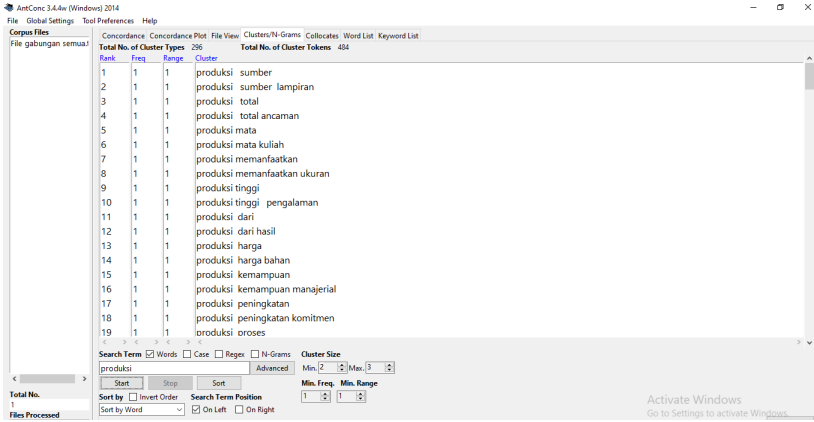 AntConc 3.4.4w (Windows) 2014
File Global Settings Tool Preferences Help
Corpus Files
File gabungan semua.t
Concordance Concordance Plot File View Clusters/N-Grams Collocates Word List Keyword List
Total No. of Cluster Types 296 Total No. of Cluster Tokens 484
Rank Freq Range Cluster
1 1 1 produksi sumber
2 1 1 produksi sumber lampiran
3 1 1 produksi total
4 1 1 produksi total ancaman
5 1 1 produksi mata
6 1 1 produksi mata kuliah
7 1 1 produksi memanfaatkan
8 1 1 produksi memanfaatkan ukuran
9 1 1 produksi tinggi
10 1 1 produksi tinggi pengalaman
11 1 1 produksi dari
12 1 1 produksi dari hasil
13 1 1 produksi harga
14 1 1 produksi harga bahan
15 1 1 produksi kemampuan
16 1 1 produksi kemampuan manajerial
17 1 1 produksi peningkatan
18 1 1 produksi peningkatan komitmen
19 1 1 produksi proses
Search Term Words Case Regex N-Grams Cluster Size
produksi Advanced Min. 2 Max. 3
Start Stop Sort Min. Freq. Min. Range
Sort by Invert Order Search Term Position 1 1
Sort by Word On Left On Right
Total No.
1
Files Processed
Activate Windows
Go to Settings to activate Windows.